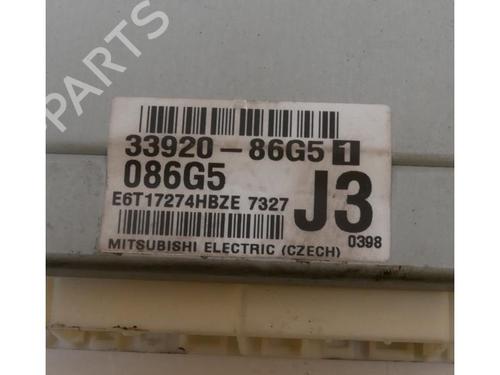 PARTS
33920-86G5 1
086G5
E6T17274HBZE 7327
J3
0398
MITSUBISHI ELECTRIC (CZECH)